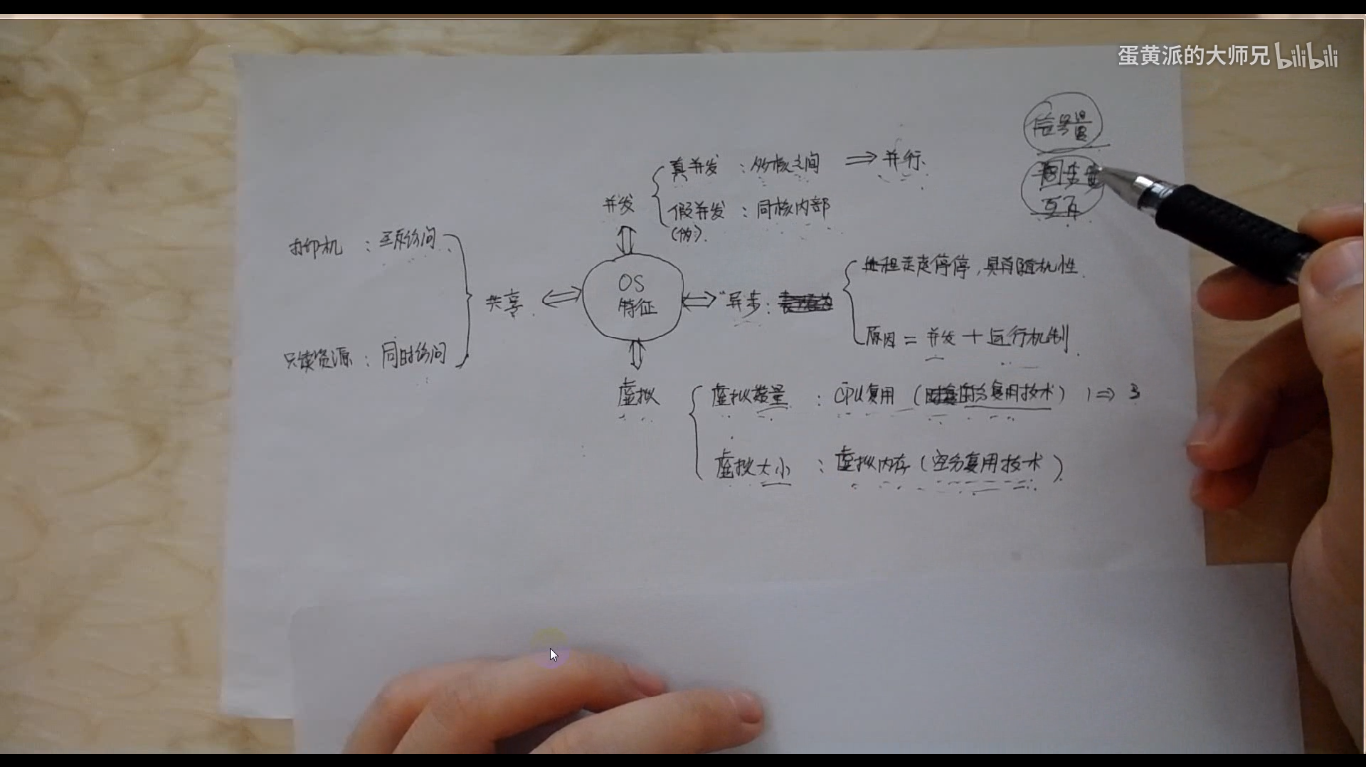 蛋黄派的大师兄 bilibili
信号量
同步
互斥
真并发 : 多核之间 ⇒ 并行.
并发
假并发 : 同核内部
(伪).
打印机 : 互斥访问
OS
特征
共享.
异步 :
进程走走停停,具有随机性.
原因 = 并发 + 运行机制.
只读资源 : 同时访问
虚拟
虚拟数量 : CPU复用 (时分复用技术) 1 ⇒ 3
虚拟大小 : 虚拟内存 (空分复用技术)